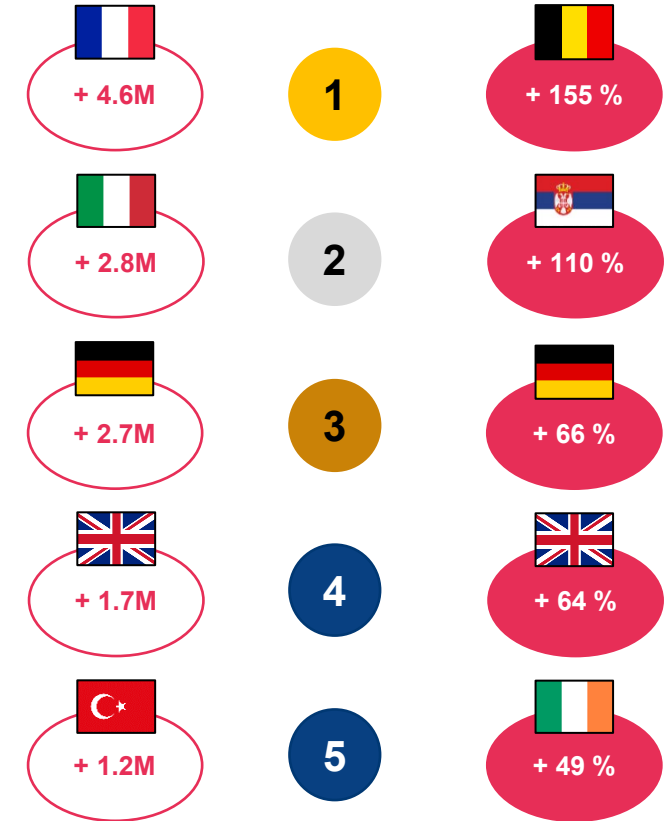 + 4.6M
1
+ 155 %
+ 2.8M
2
+ 110 %
+ 2.7M
3
+ 66 %
+ 1.7M
4
+ 64 %
+ 1.2M
5
+ 49 %